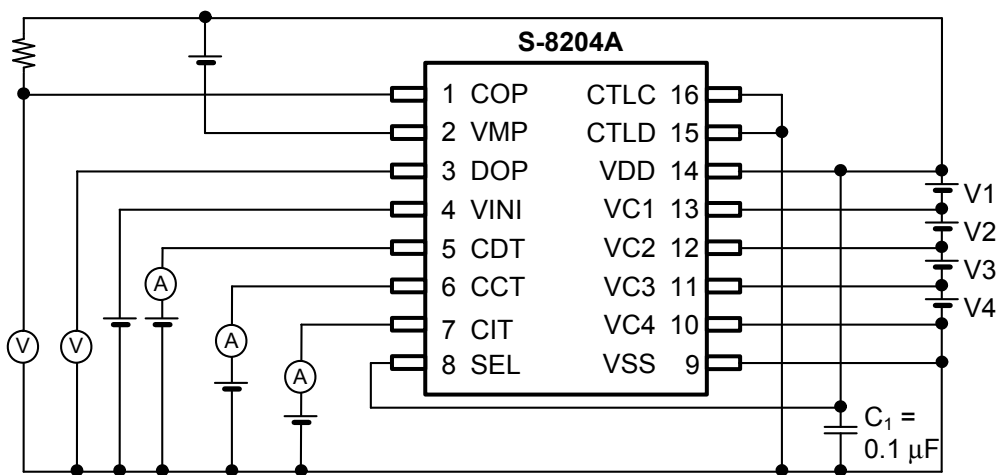 S-8204A
1 COP CTLC 16
2 VMP CTLD 15
3 DOP VDD 14
4 VINI VC1 13
5 CDT VC2 12
6 CCT VC3 11
7 CIT VC4 10
8 SEL VSS 9
V1
V2
V3
V4
A
A
A
V
V
C₁ =
0.1 μF